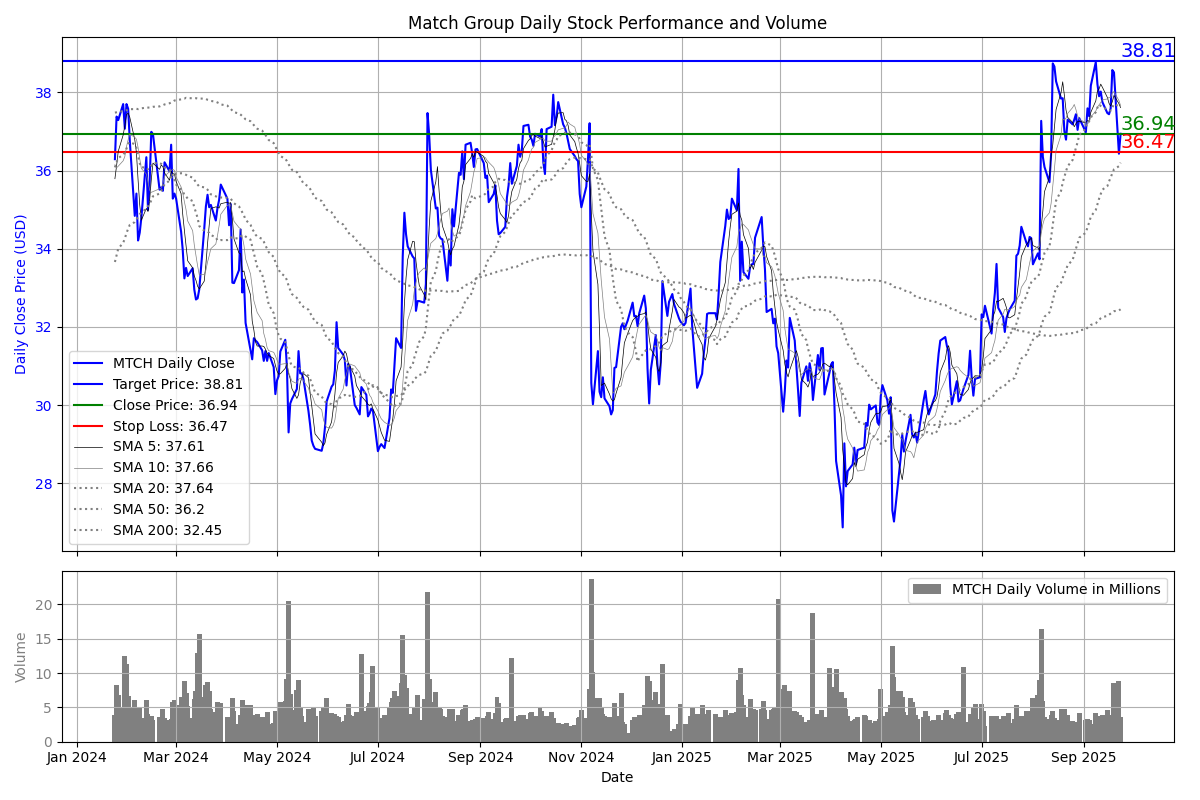 Match Group Daily Stock Performance and Volume
38.81
36.94
36.47
38
36
34
32
30
28
Daily Close Price (USD)
MTCH Daily Close
Target Price: 38.81
Close Price: 36.94
Stop Loss: 36.47
SMA 5: 37.61
SMA 10: 37.66
SMA 20: 37.64
SMA 50: 36.2
SMA 200: 32.45
MTCH Daily Volume in Millions
20
15
10
5
0
Volume
Jan 2024 Mar 2024 May 2024 Jul 2024 Sep 2024 Nov 2024 Jan 2025 Mar 2025 May 2025 Jul 2025 Sep 2025
Date